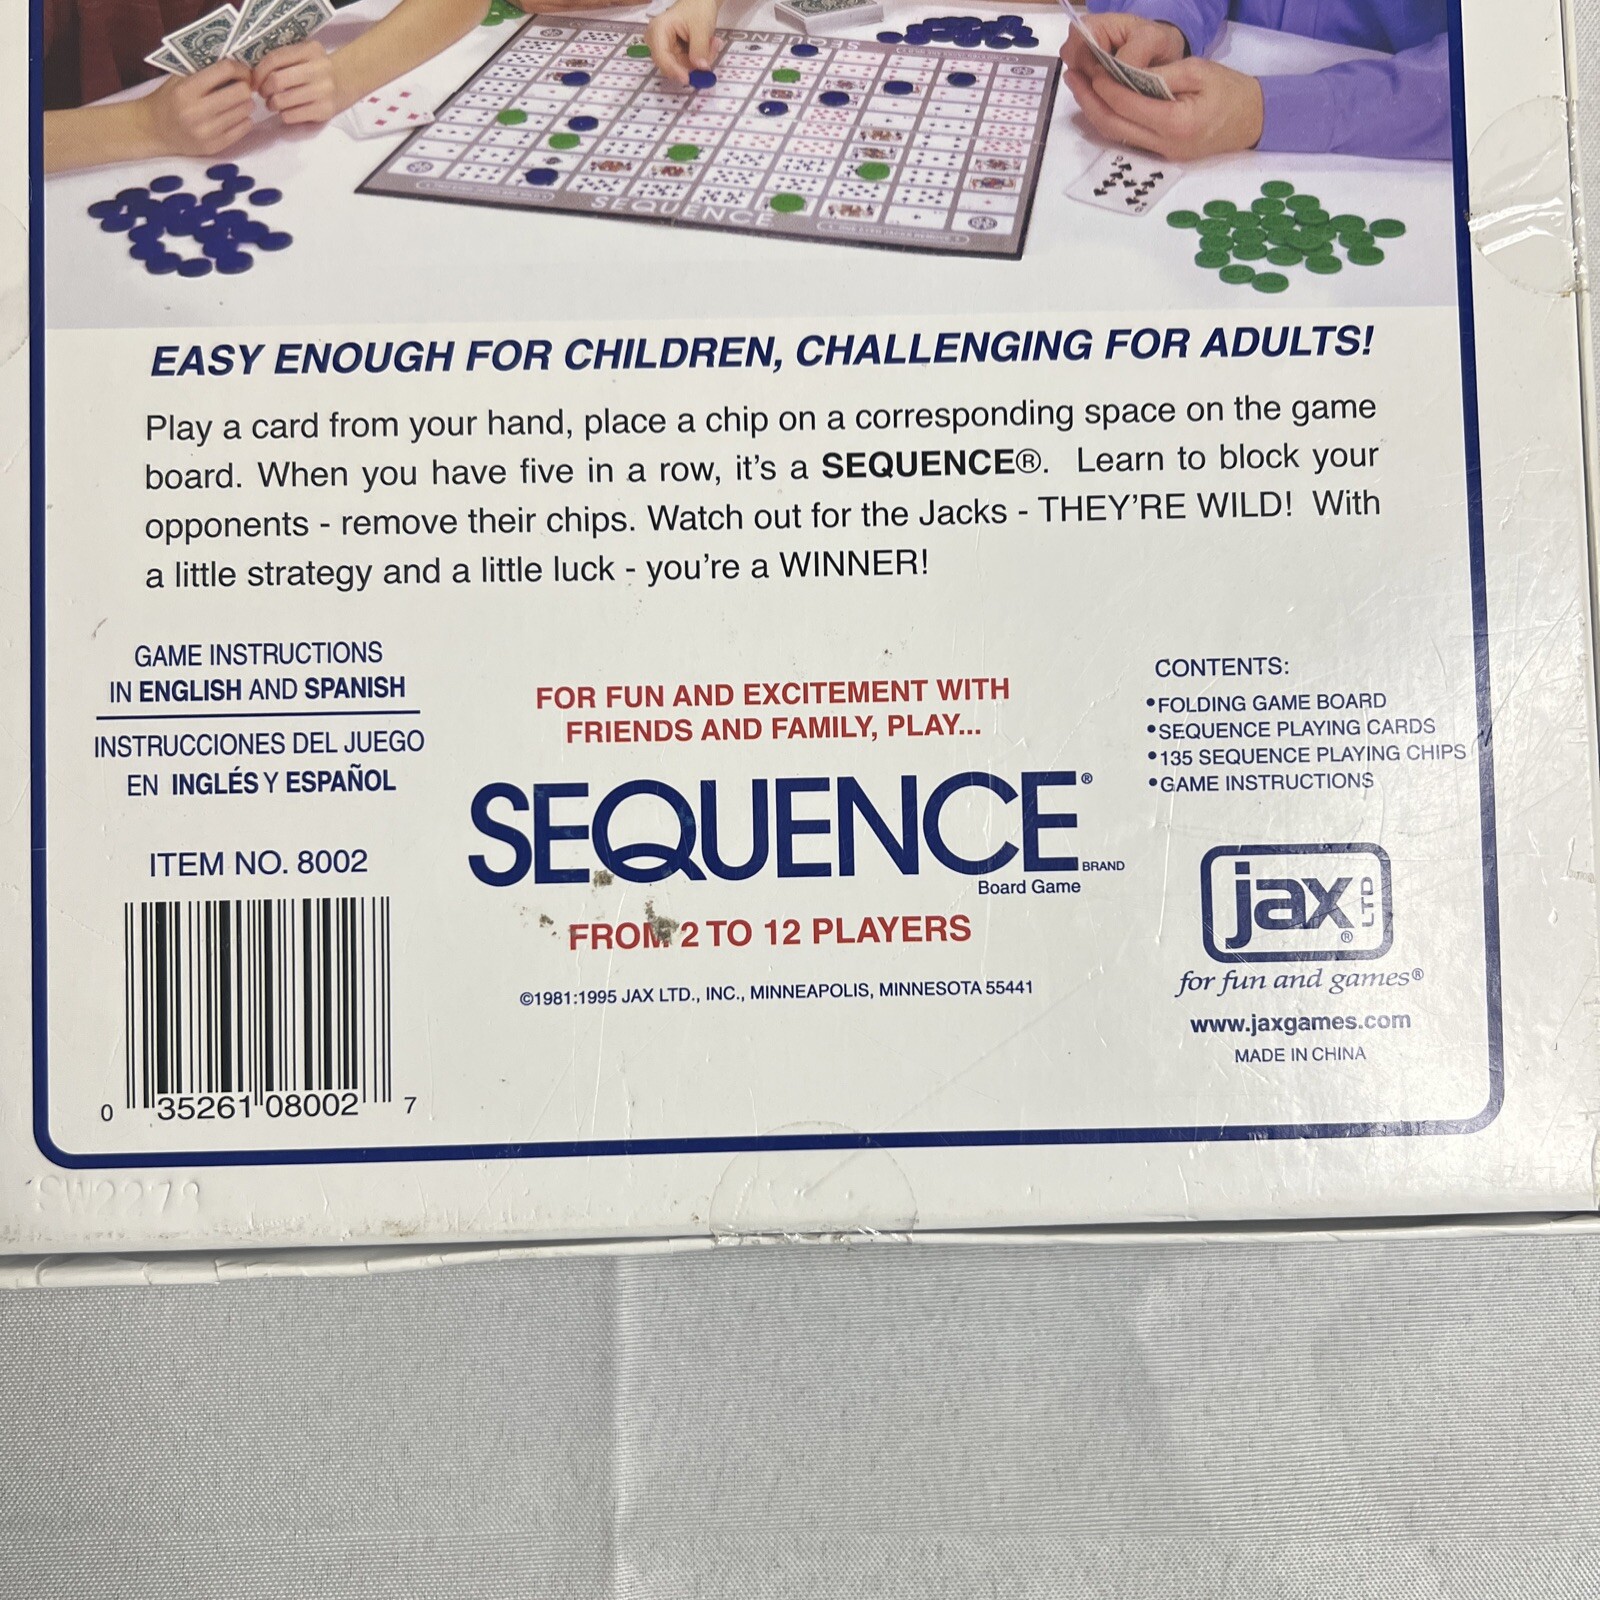 SEQUENCE
SEQUENCE
EASY ENOUGH FOR CHILDREN, CHALLENGING FOR ADULTS!
Play a card from your hand, place a chip on a corresponding space on the game
board. When you have five in a row, it's a SEQUENCE®. Learn to block your
opponents - remove their chips. Watch out for the Jacks - THEY'RE WILD! With
a little strategy and a little luck - you're a WINNER!
GAME INSTRUCTIONS
IN ENGLISH AND SPANISH
INSTRUCCIONES DEL JUEGO
EN INGLÉS Y ESPAÑOL
ITEM NO. 8002
0 35261 08002 7
FOR FUN AND EXCITEMENT WITH
FRIENDS AND FAMILY, PLAY...
SEQUENCE®
BRAND
Board Game
FROM 2 TO 12 PLAYERS
©1981:1995 JAX LTD., INC., MINNEAPOLIS, MINNESOTA 55441
CONTENTS:
•FOLDING GAME BOARD
•SEQUENCE PLAYING CARDS
•135 SEQUENCE PLAYING CHIPS
•GAME INSTRUCTIONS
jax LTD ®
for fun and games®
www.jaxgames.com
MADE IN CHINA
SW2278